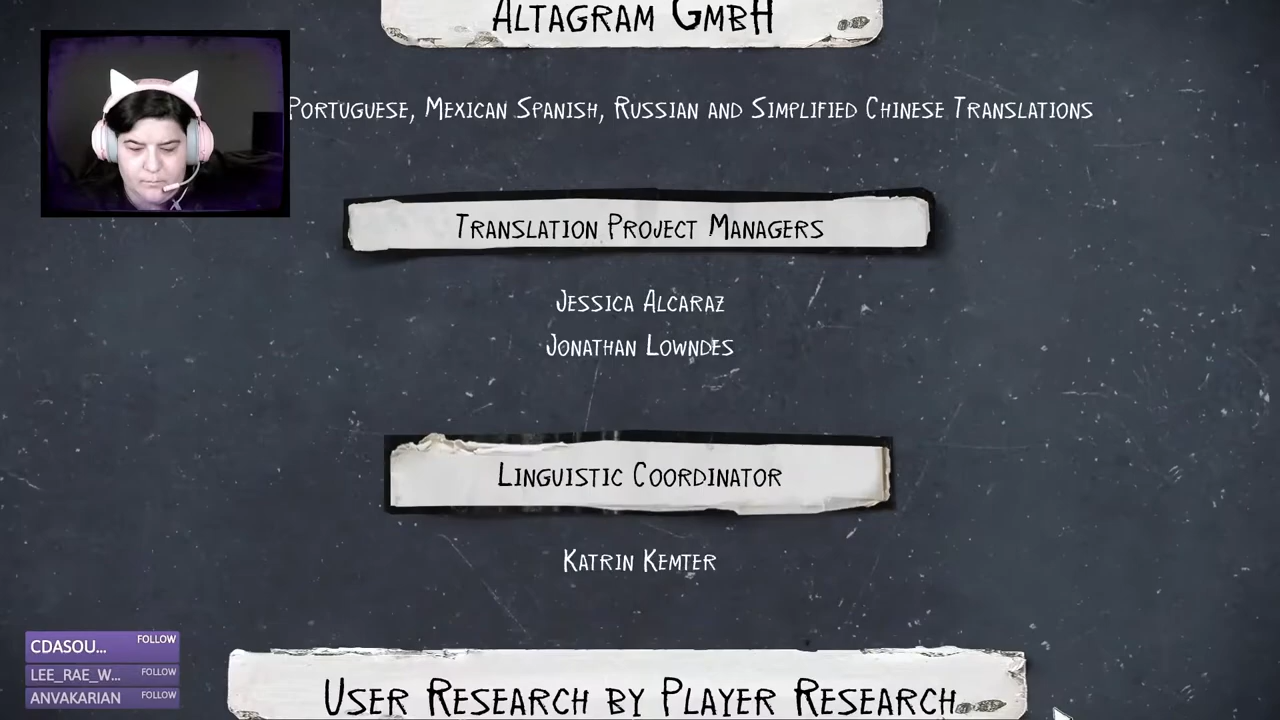 Altagram GmbH
Portuguese, Mexican Spanish, Russian and Simplified Chinese Translations
Translation Project Managers
Jessica Alcaraz
Jonathan Lowndes
Linguistic Coordinator
Katrin Kemter
CDASOU... FOLLOW
LEE_RAE_W... FOLLOW
ANVAKARIAN FOLLOW
User Research by Player Research